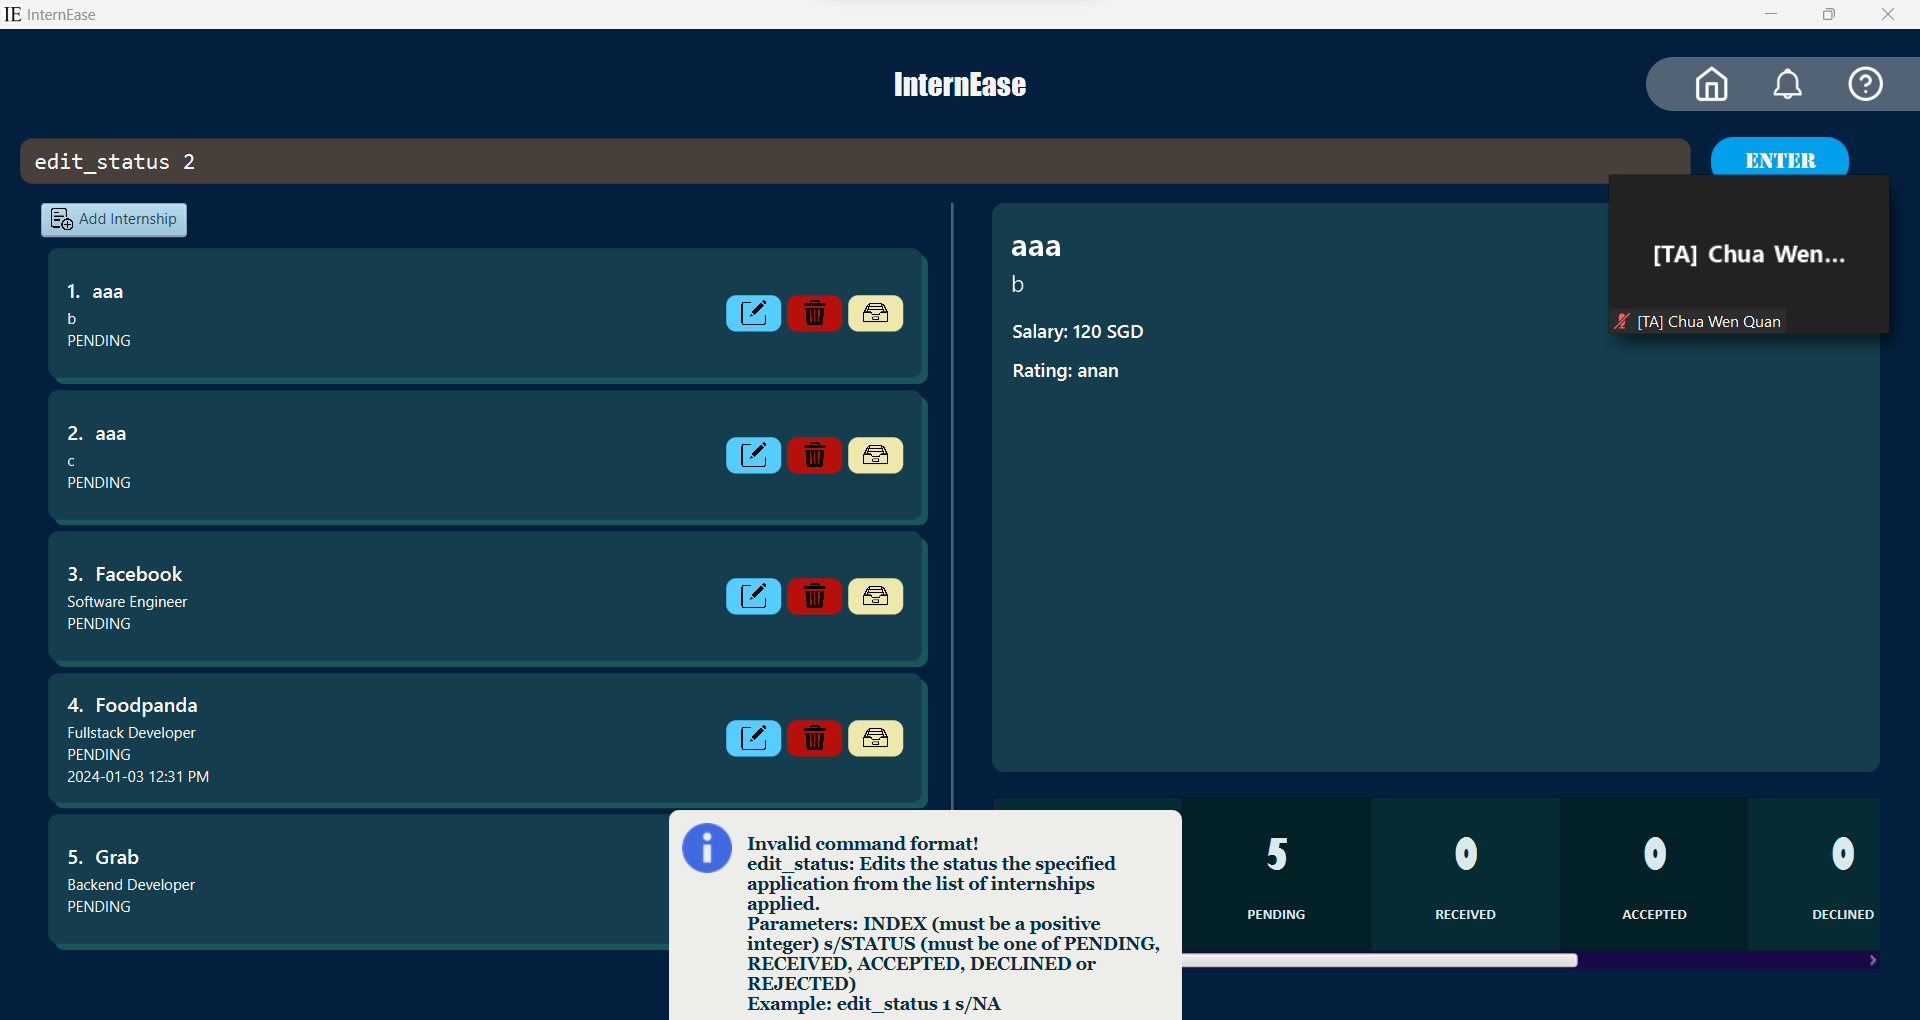 IE InternEase
InternEase
edit_status 2
ENTER
Add Internship
1. aaa
b
PENDING
2. aaa
c
PENDING
3. Facebook
Software Engineer
PENDING
4. Foodpanda
Fullstack Developer
PENDING
2024-01-03 12:31 PM
5. Grab
Backend Developer
PENDING
aaa
b
Salary: 120 SGD
Rating: anan
[TA] Chua Wen...
[TA] Chua Wen Quan
5
PENDING
0
RECEIVED
0
ACCEPTED
0
DECLINED
Invalid command format!
edit_status: Edits the status the specified
application from the list of internships
applied.
Parameters: INDEX (must be a positive
integer) s/STATUS (must be one of PENDING,
RECEIVED, ACCEPTED, DECLINED or
REJECTED)
Example: edit_status 1 s/NA